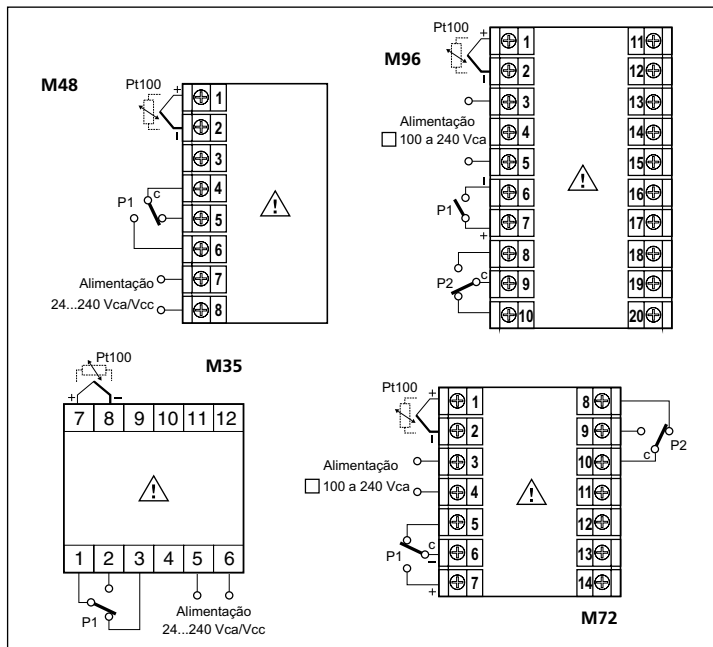 M48
Pt100
+
−
1
2
3
4
5
6
7
8
C
P1
Alimentação
24...240 Vca/Vcc
M96
Pt100
+
−
Alimentação
100 a 240 Vca
−
P1
+
P2
C
1
2
3
4
5
6
7
8
9
10
11
12
13
14
15
16
17
18
19
20
M35
Pt100
+
−
7 8 9 10 11 12
1 2 3 4 5 6
P1
Alimentação
24...240 Vca/Vcc
Pt100
+
−
Alimentação
100 a 240 Vca
P1
C
−
+
1
2
3
4
5
6
7
8
9
10
11
12
13
14
C
P2
M72